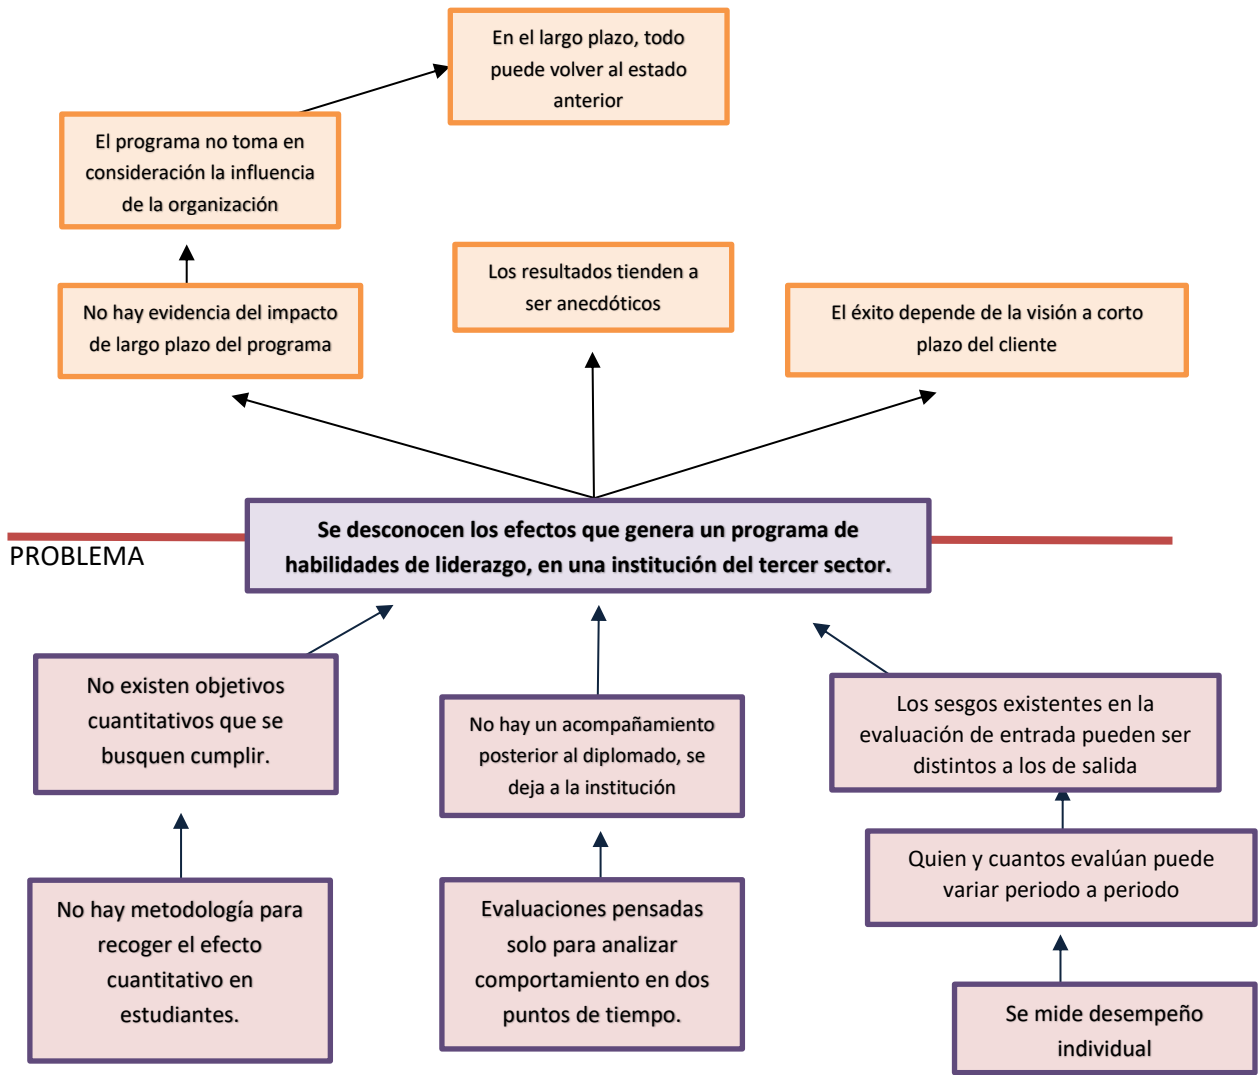 En el largo plazo, todo
puede volver al estado
anterior
El programa no toma en
consideración la influencia
de la organización
Los resultados tienden a
ser anecdóticos
No hay evidencia del impacto
de largo plazo del programa
El éxito depende de la visión a corto
plazo del cliente
Se desconocen los efectos que genera un programa de
habilidades de liderazgo, en una institución del tercer sector.
PROBLEMA
No existen objetivos
cuantitativos que se
busquen cumplir.
No hay un acompañamiento
posterior al diplomado, se
deja a la institución
Los sesgos existentes en la
evaluación de entrada pueden ser
distintos a los de salida
Quien y cuantos evalúan puede
variar periodo a periodo
No hay metodología para
recoger el efecto
cuantitativo en
estudiantes.
Evaluaciones pensadas
solo para analizar
comportamiento en dos
puntos de tiempo.
Se mide desempeño
individual